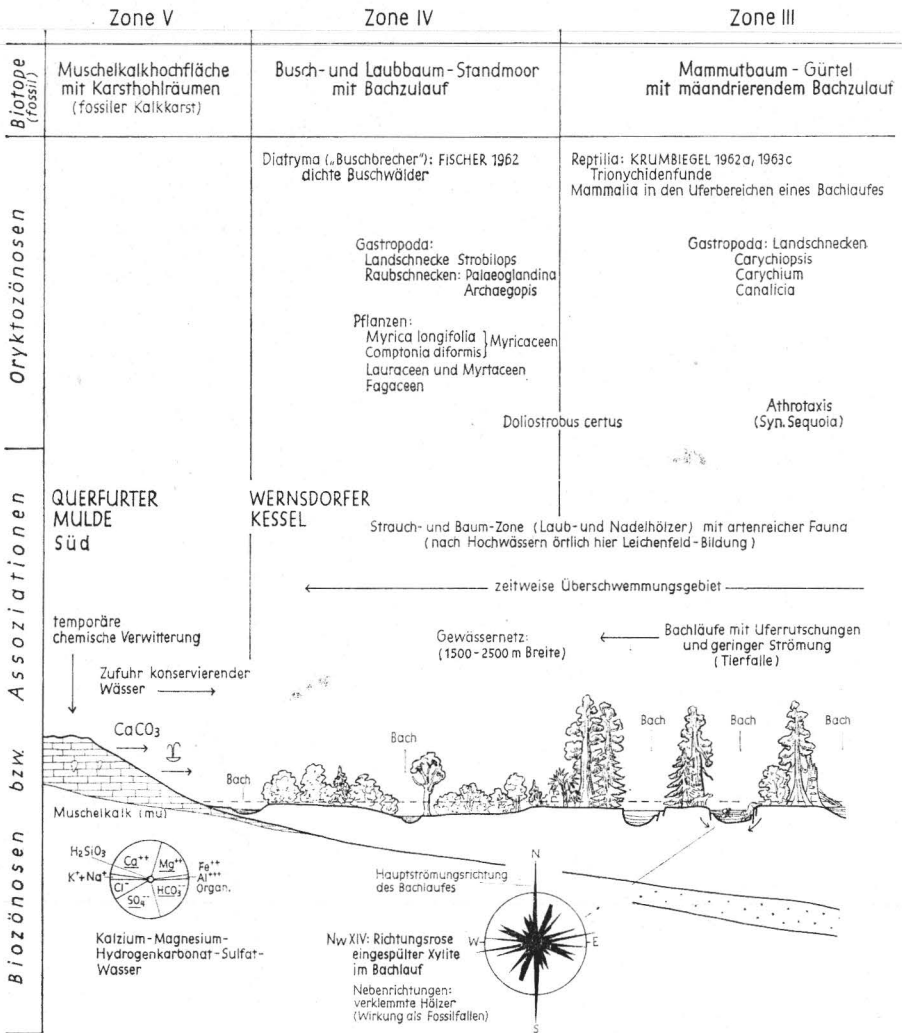 Zone V
Zone IV
Zone III
Biotope
(fossil)
Muschelkalkhochfläche
mit Karsthohlräumen
(fossiler Kalkkarst)
Busch- und Laubbaum-Standmoor
mit Bachzulauf
Mammutbaum - Gürtel
mit mäandrierendem Bachzulauf
Oryktozönosen
Diatryma („Buschbrecher“): FISCHER 1962
dichte Buschwälder
Reptilia: KRUMBIEGEL 1962a, 1963c
Trionychidenfunde
Mammalia in den Uferbereichen eines Bachlaufes
Gastropoda:
Landschnecke Strobilops
Raubschnecken: Palaeoglandina
Archaegopis
Gastropoda: Landschnecken
Carychiopsis
Carychium
Canalicia
Pflanzen:
Myrica longifolia } Myricaceen
Comptonia diformis
Lauraceen und Myrtaceen
Fagaceen
Doliostrobus certus
Athrotaxis
(Syn. Sequoia)
Biozönosen bzw. Assoziationen
QUERFURTER
MULDE
Süd
WERNSDORFER
KESSEL
Strauch- und Baum-Zone (Laub- und Nadelhölzer) mit artenreicher Fauna
(nach Hochwässern örtlich hier Leichenfeld-Bildung)
zeitweise Überschwemmungsgebiet
temporäre
chemische Verwitterung
Zufuhr konservierender
Wässer
Gewässernetz:
(1500-2500 m Breite)
Bachläufe mit Uferrutschungen
und geringer Strömung
(Tierfalle)
CaCO3
Bach
Bach
Bach
Bach
Bach
Muschelkalk (mu)
H2SiO3
K++Na+
Ca++
Mg++
Fe++
Al+++
Organ.
Cl-
SO4--
HCO3-
Kalzium-Magnesium-
Hydrogenkarbonat-Sulfat-
Wasser
Hauptströmungsrichtung
des Bachlaufes
N
W
E
S
Nw XIV: Richtungsrose
eingespülter Xylite
im Bachlauf
Nebenrichtungen:
verklemmte Hölzer
(Wirkung als Fossilfallen)